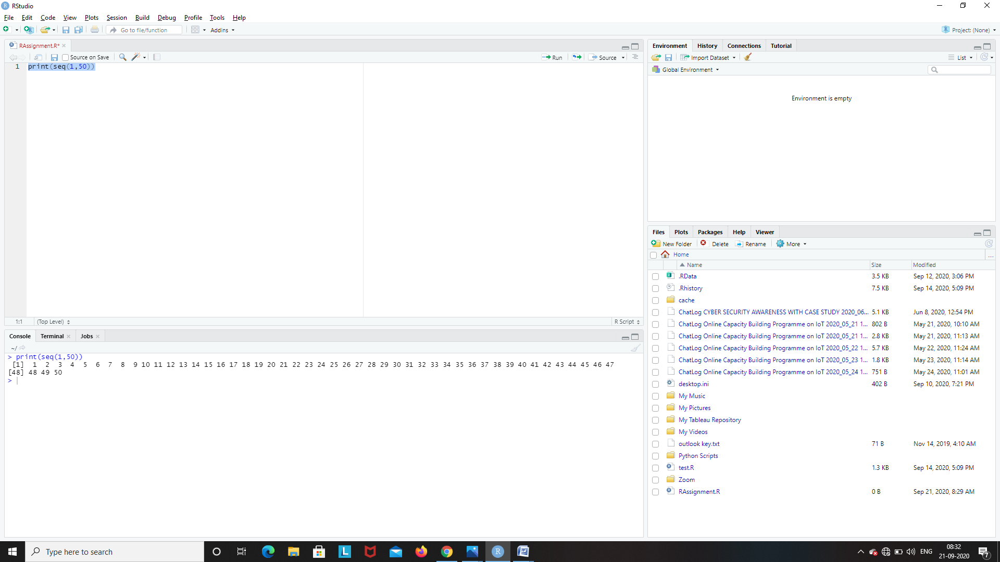 RStudio
File Edit Code View Plots Session Build Debug Profile Tools Help
Go to file/function Addins Project: (None)
RAssignment.R*
Source on Save Run Source
1 print(seq(1,50))
1:1 (Top Level) R Script
Console Terminal Jobs
~/
> print(seq(1,50))
[1] 1 2 3 4 5 6 7 8 9 10 11 12 13 14 15 16 17 18 19 20 21 22 23 24 25 26 27 28 29 30 31 32 33 34 35 36 37 38 39 40 41 42 43 44 45 46 47
[48] 48 49 50
>
Environment History Connections Tutorial
Import Dataset List
Global Environment
Environment is empty
Files Plots Packages Help Viewer
New Folder Delete Rename More
Home ...
Name Size Modified
.RData 3.5 KB Sep 12, 2020, 3:06 PM
.Rhistory 7.5 KB Sep 14, 2020, 5:09 PM
cache
ChatLog CYBER SECURITY AWARENESS WITH CASE STUDY 2020_06... 5.1 KB Jun 8, 2020, 12:54 PM
ChatLog Online Capacity Building Programme on IoT 2020_05_21 1... 802 B May 21, 2020, 10:10 AM
ChatLog Online Capacity Building Programme on IoT 2020_05_21 1... 2.8 KB May 21, 2020, 11:13 AM
ChatLog Online Capacity Building Programme on IoT 2020_05_22 1... 5.7 KB May 22, 2020, 11:24 AM
ChatLog Online Capacity Building Programme on IoT 2020_05_23 1... 1.8 KB May 23, 2020, 11:14 AM
ChatLog Online Capacity Building Programme on IoT 2020_05_24 1... 751 B May 24, 2020, 11:01 AM
desktop.ini 402 B Sep 10, 2020, 7:21 PM
My Music
My Pictures
My Tableau Repository
My Videos
outlook key.txt 71 B Nov 14, 2019, 4:10 AM
Python Scripts
test.R 1.3 KB Sep 14, 2020, 5:09 PM
Zoom
RAssignment.R 0 B Sep 21, 2020, 8:29 AM
Type here to search
ENG
08:32
21-09-2020
7